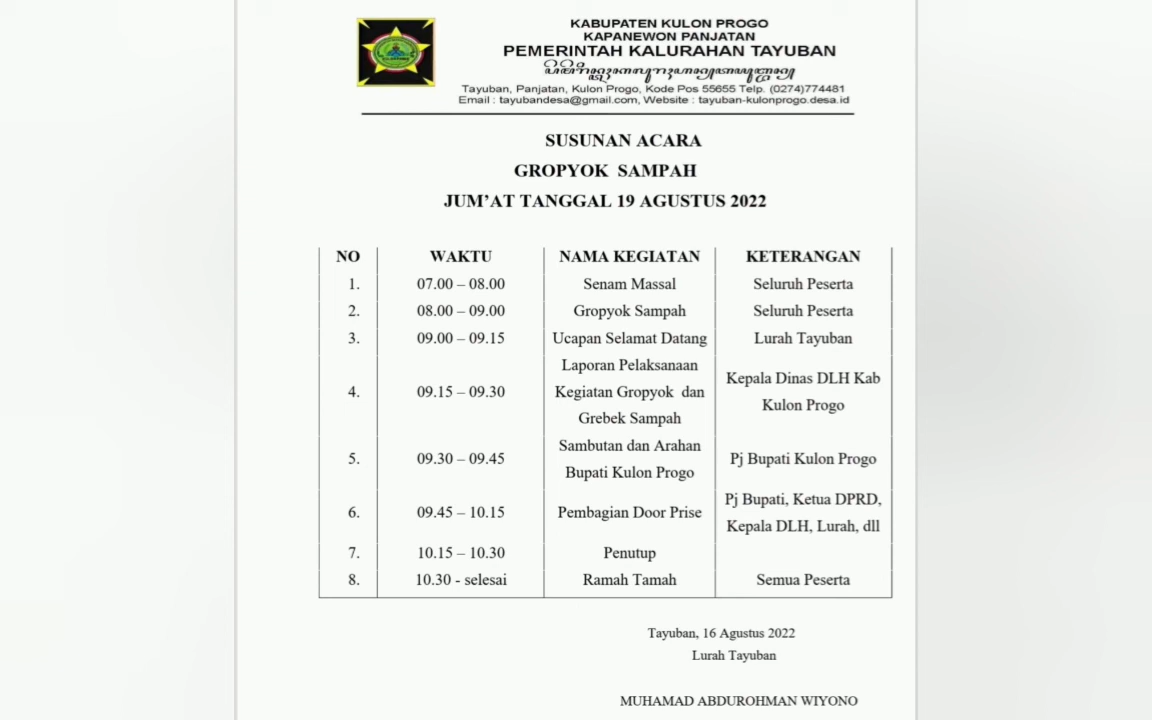 KABUPATEN KULON PROGO
KAPANEWON PANJATAN
PEMERINTAH KALURAHAN TAYUBAN
Tayuban, Panjatan, Kulon Progo, Kode Pos 55655 Telp. (0274)774481
Email : tayubandesa@gmail.com, Website : tayuban-kulonprogo.desa.id
SUSUNAN ACARA
GROPYOK SAMPAH
JUM’AT TANGGAL 19 AGUSTUS 2022
NO WAKTU NAMA KEGIATAN KETERANGAN
1. 07.00 – 08.00 Senam Massal Seluruh Peserta
2. 08.00 – 09.00 Gropyok Sampah Seluruh Peserta
3. 09.00 – 09.15 Ucapan Selamat Datang Lurah Tayuban
4. 09.15 – 09.30
Laporan Pelaksanaan
Kegiatan Gropyok dan
Grebek Sampah
Kepala Dinas DLH Kab
Kulon Progo
5. 09.30 – 09.45
Sambutan dan Arahan
Bupati Kulon Progo
Pj Bupati Kulon Progo
6. 09.45 – 10.15 Pembagian Door Prise
Pj Bupati, Ketua DPRD,
Kepala DLH, Lurah, dll
7. 10.15 – 10.30 Penutup
8. 10.30 - selesai Ramah Tamah Semua Peserta
Tayuban, 16 Agustus 2022
Lurah Tayuban
MUHAMAD ABDUROHMAN WIYONO